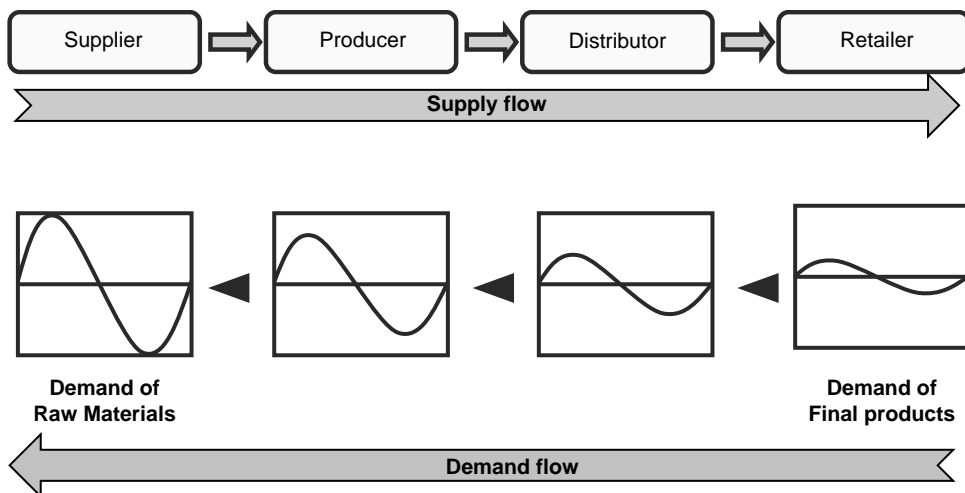 Supplier
Producer
Distributor
Retailer
Supply flow
Demand of
Raw Materials
Demand of
Final products
Demand flow